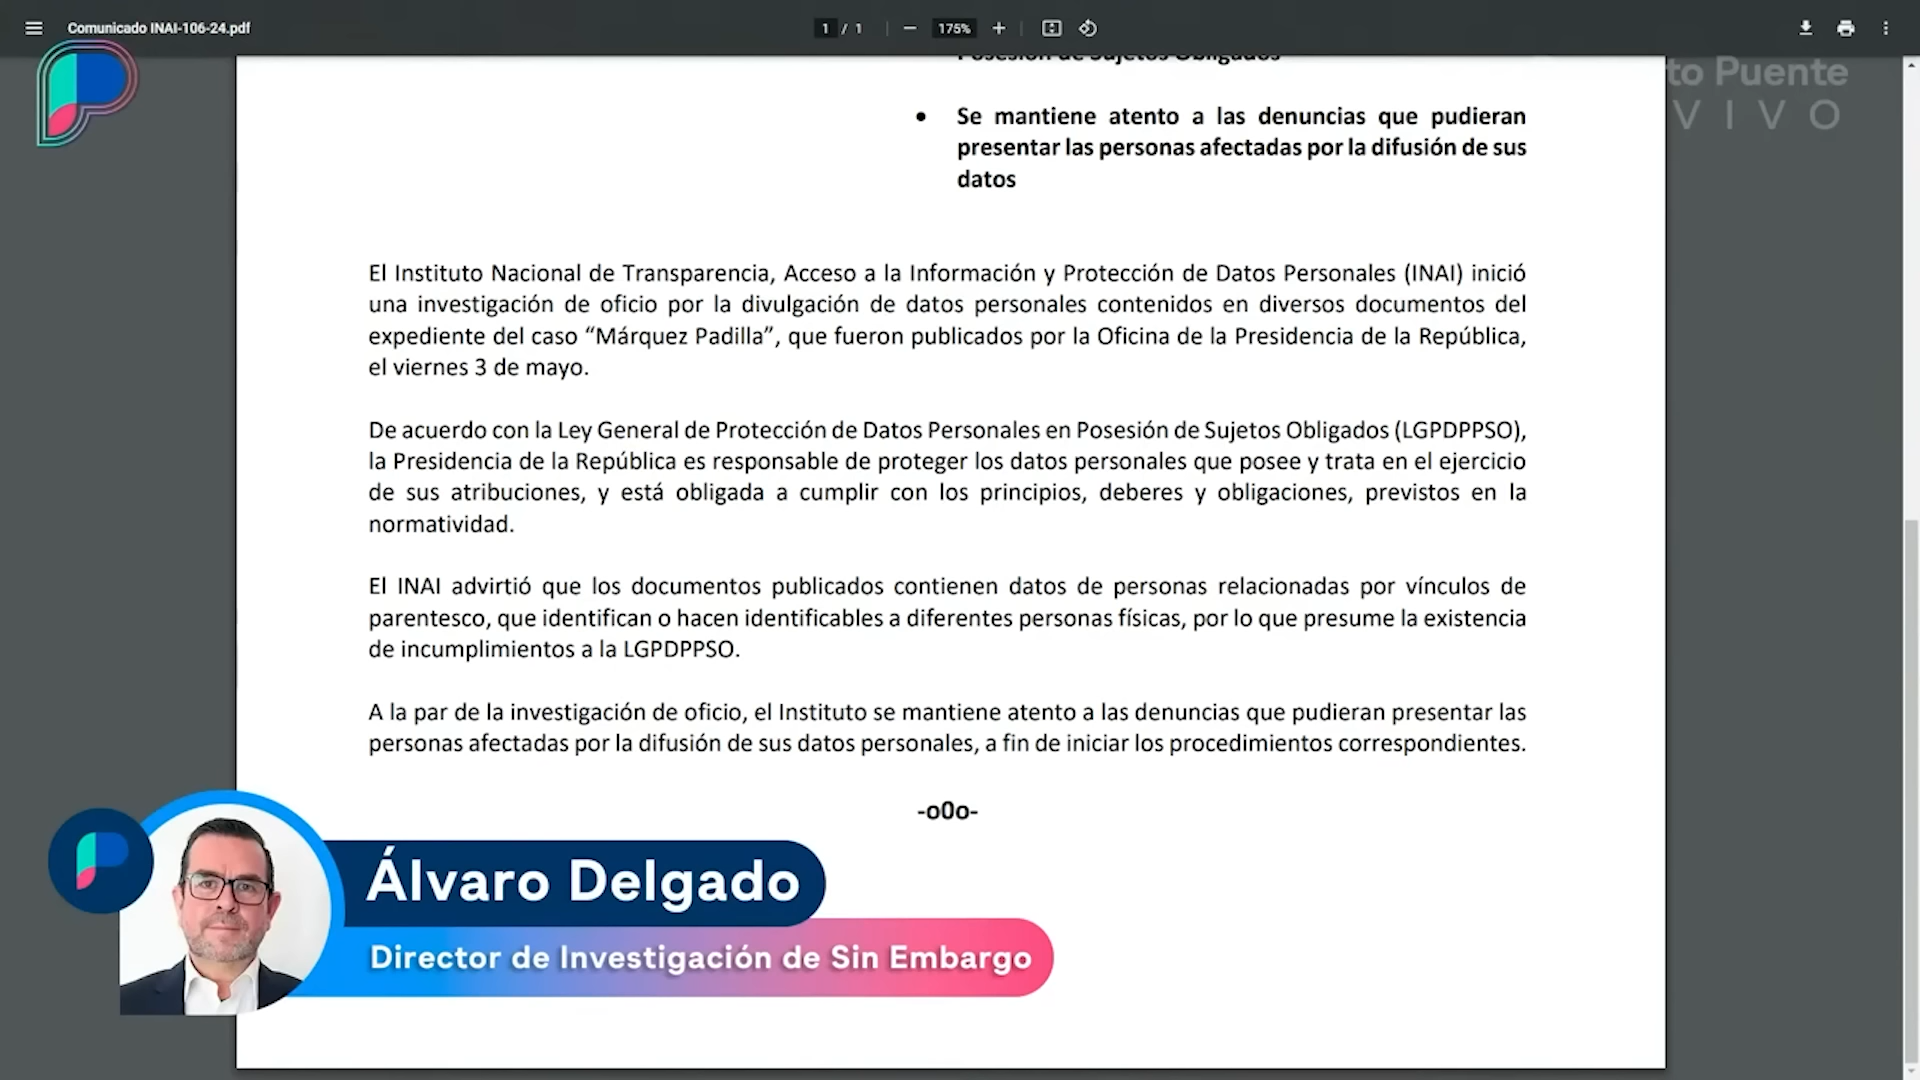 Comunicado INAI-106-24.pdf
1 / 1
175%
Posesión de Sujetos Obligados
to Puente
VIVO
• Se mantiene atento a las denuncias que pudieran
presentar las personas afectadas por la difusión de sus
datos
El Instituto Nacional de Transparencia, Acceso a la Información y Protección de Datos Personales (INAI) inició
una investigación de oficio por la divulgación de datos personales contenidos en diversos documentos del
expediente del caso “Márquez Padilla”, que fueron publicados por la Oficina de la Presidencia de la República,
el viernes 3 de mayo.
De acuerdo con la Ley General de Protección de Datos Personales en Posesión de Sujetos Obligados (LGPDPPSO),
la Presidencia de la República es responsable de proteger los datos personales que posee y trata en el ejercicio
de sus atribuciones, y está obligada a cumplir con los principios, deberes y obligaciones, previstos en la
normatividad.
El INAI advirtió que los documentos publicados contienen datos de personas relacionadas por vínculos de
parentesco, que identifican o hacen identificables a diferentes personas físicas, por lo que presume la existencia
de incumplimientos a la LGPDPPSO.
A la par de la investigación de oficio, el Instituto se mantiene atento a las denuncias que pudieran presentar las
personas afectadas por la difusión de sus datos personales, a fin de iniciar los procedimientos correspondientes.
-o0o-
Álvaro Delgado
Director de Investigación de Sin Embargo